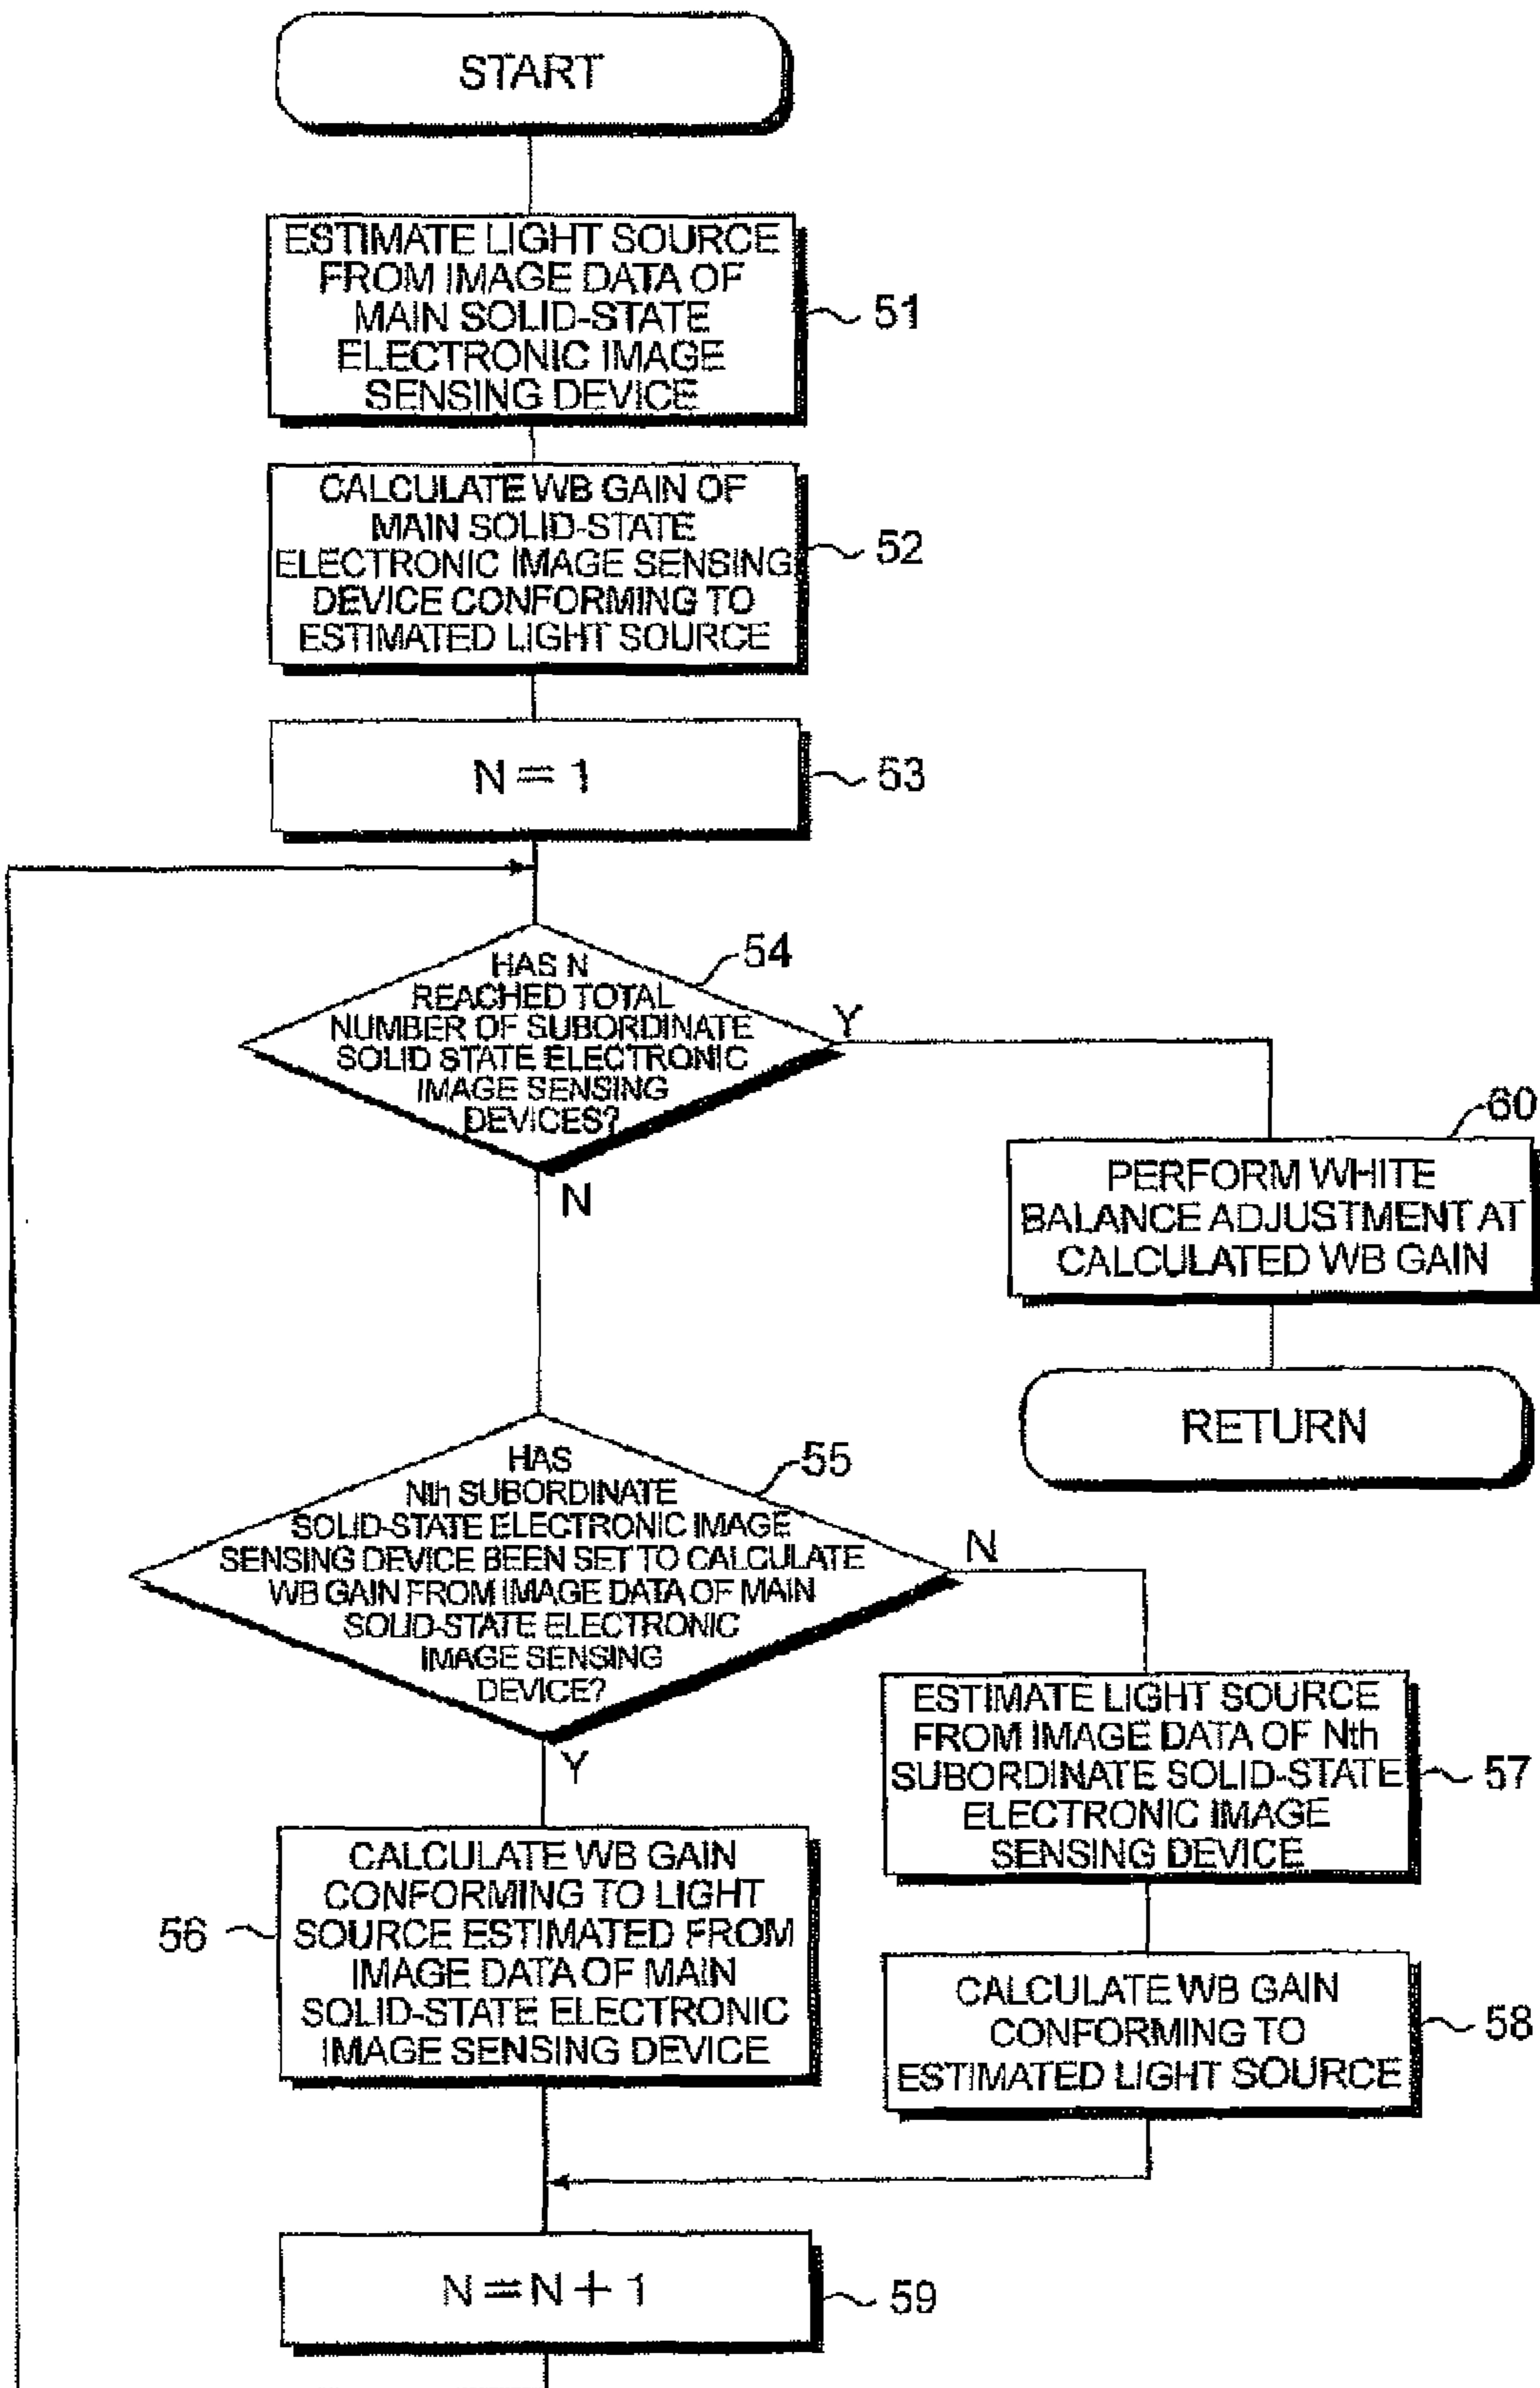 START
ESTIMATE LIGHT SOURCE
FROM IMAGE DATA OF
MAIN SOLID-STATE
ELECTRONIC IMAGE
SENSING DEVICE
51
CALCULATE WB GAIN OF
MAIN SOLID-STATE
ELECTRONIC IMAGE SENSING
DEVICE CONFORMING TO
ESTIMATED LIGHT SOURCE
52
N = 1
53
HAS N
REACHED TOTAL
NUMBER OF SUBORDINATE
SOLID STATE ELECTRONIC
IMAGE SENSING
DEVICES?
54
Y
N
60
PERFORM WHITE
BALANCE ADJUSTMENT AT
CALCULATED WB GAIN
RETURN
HAS
Nth SUBORDINATE
SOLID-STATE ELECTRONIC IMAGE
SENSING DEVICE BEEN SET TO CALCULATE
WB GAIN FROM IMAGE DATA OF MAIN
SOLID-STATE ELECTRONIC
IMAGE SENSING
DEVICE?
55
N
Y
ESTIMATE LIGHT SOURCE
FROM IMAGE DATA OF Nth
SUBORDINATE SOLID-STATE
ELECTRONIC IMAGE
SENSING DEVICE
57
CALCULATE WB GAIN
CONFORMING TO LIGHT
SOURCE ESTIMATED FROM
IMAGE DATA OF MAIN
SOLID-STATE ELECTRONIC
IMAGE SENSING DEVICE
56
CALCULATE WB GAIN
CONFORMING TO
ESTIMATED LIGHT SOURCE
58
N = N + 1
59